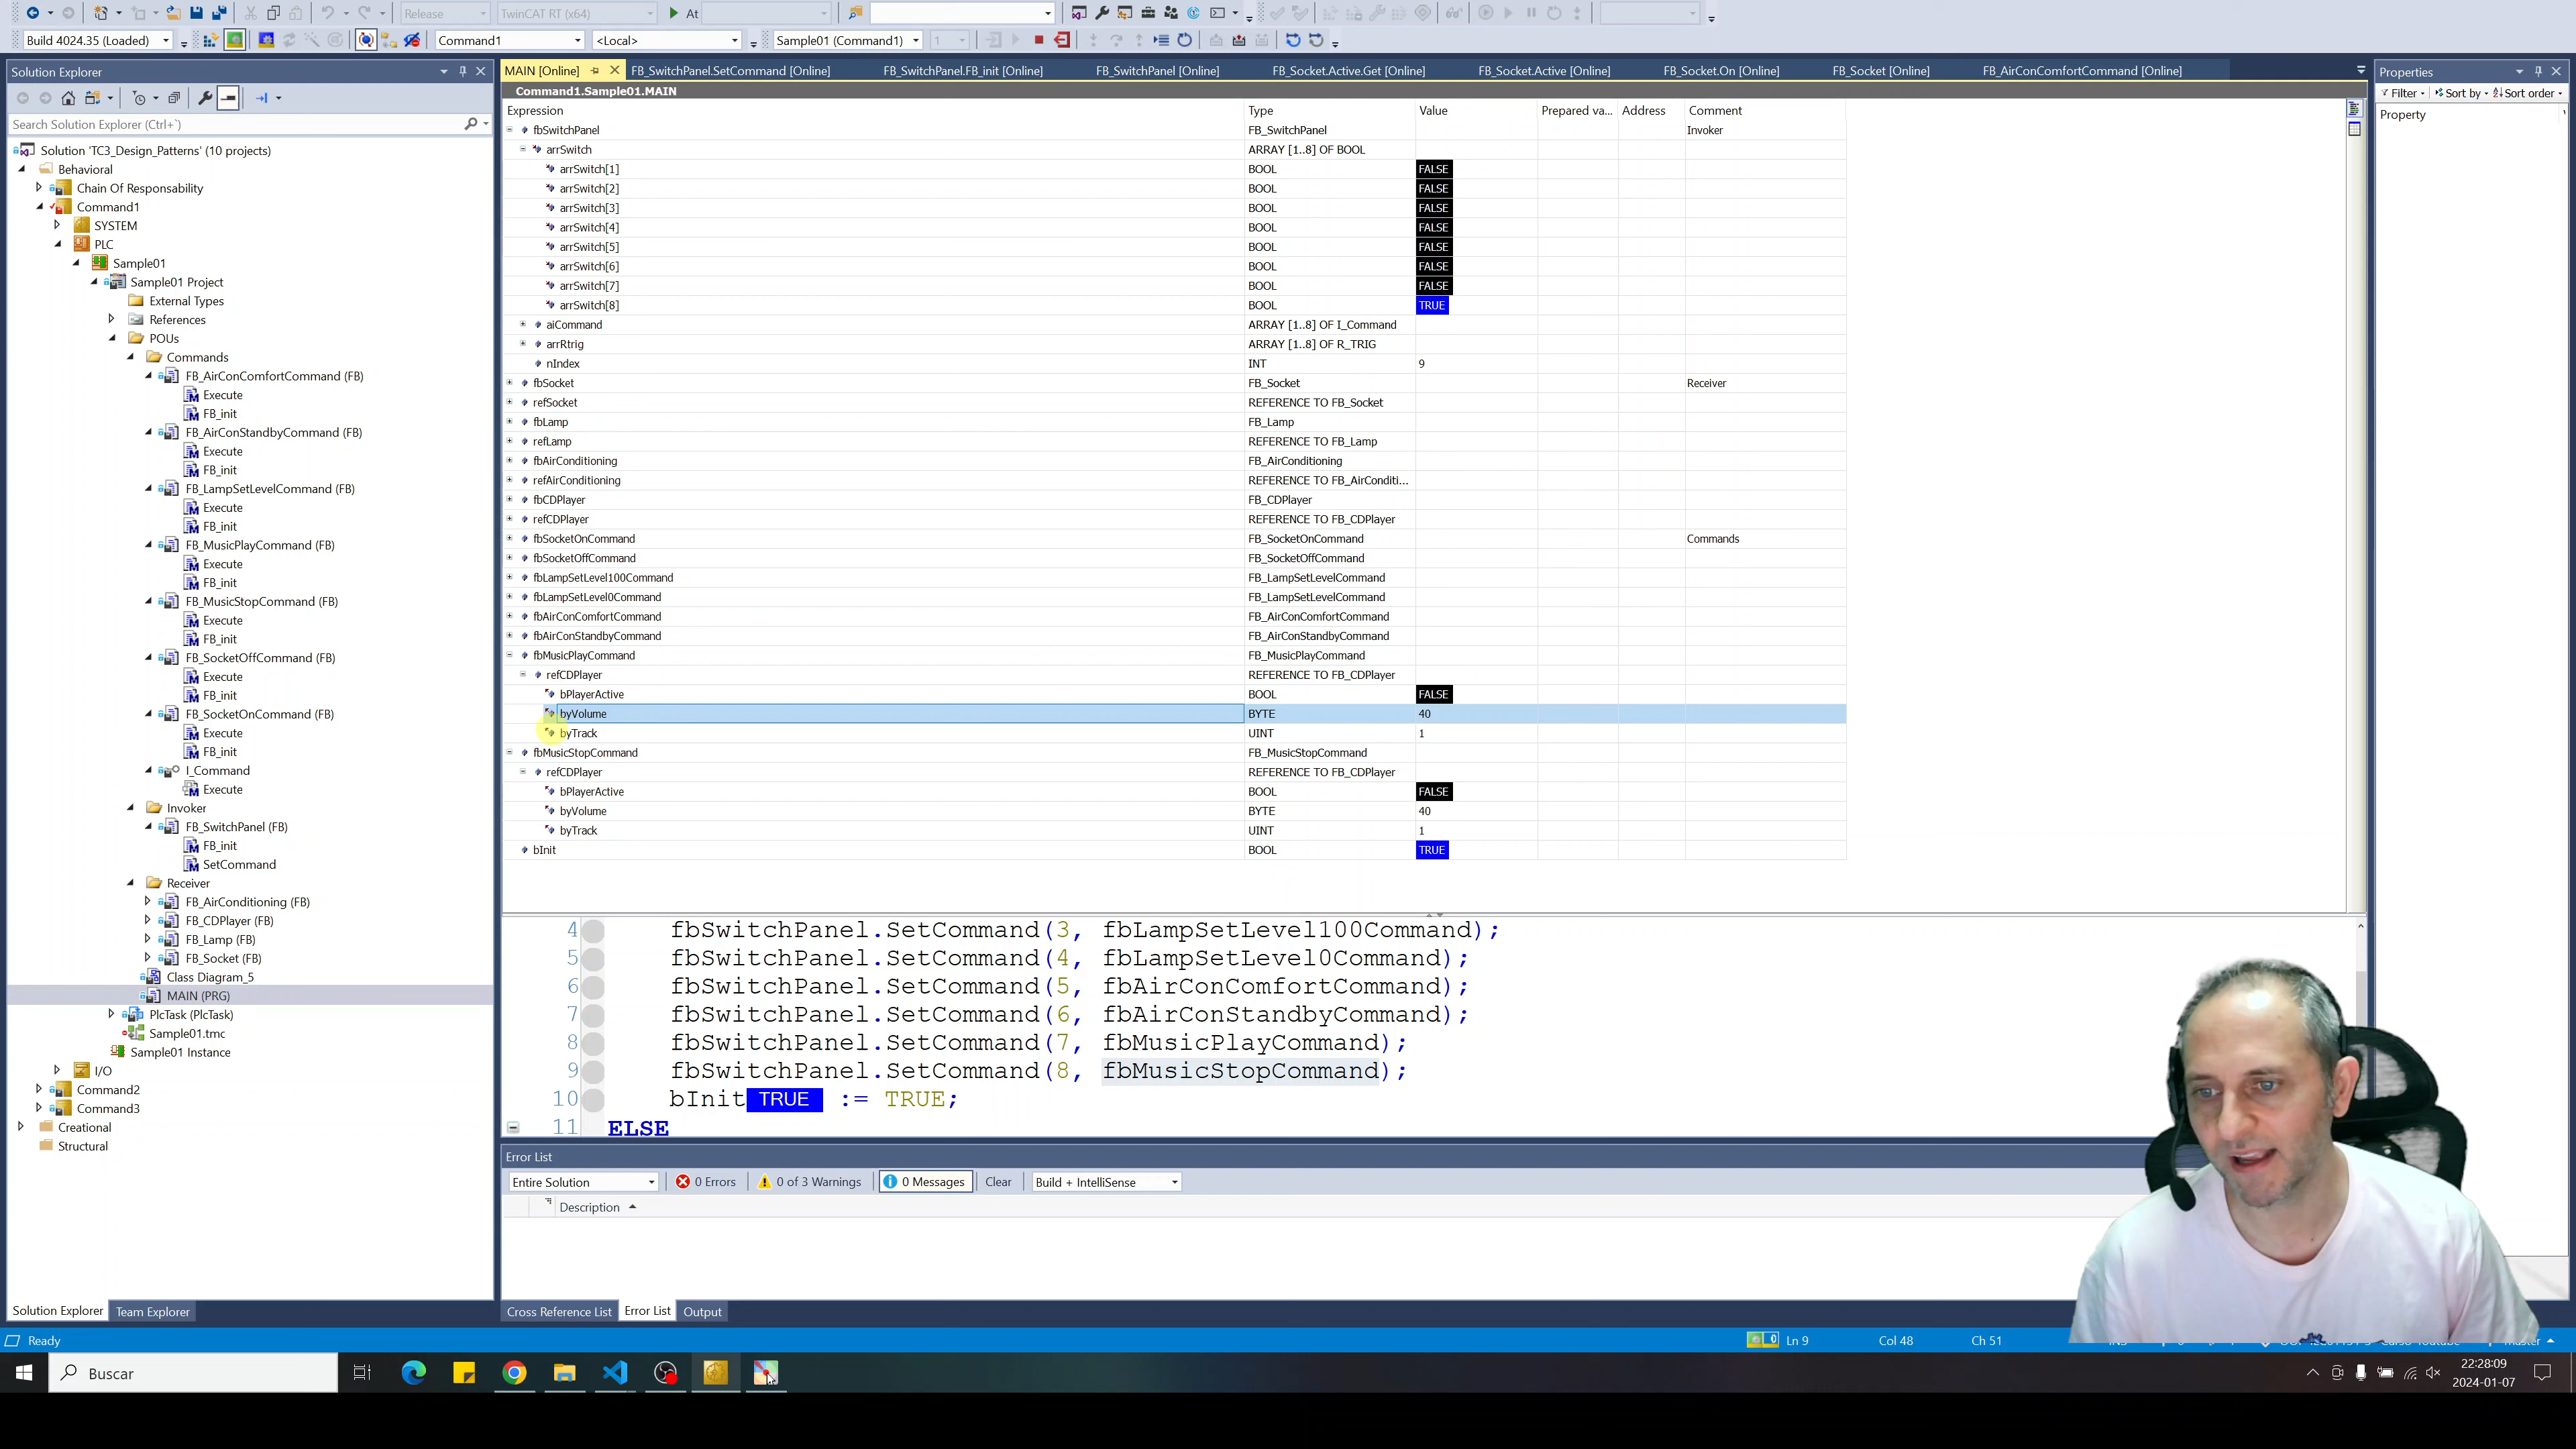 Release
TwinCAT RT (x64)
At
Build 4024.35 (Loaded)
Command1
<Local>
Sample01 (Command1)
1
Solution Explorer
Search Solution Explorer (Ctrl+`)
Solution 'TC3_Design_Patterns' (10 projects)
Behavioral
Chain Of Responsability
Command1
SYSTEM
PLC
Sample01
Sample01 Project
External Types
References
POUs
Commands
FB_AirConComfortCommand (FB)
Execute
FB_init
FB_AirConStandbyCommand (FB)
Execute
FB_init
FB_LampSetLevelCommand (FB)
Execute
FB_init
FB_MusicPlayCommand (FB)
Execute
FB_init
FB_MusicStopCommand (FB)
Execute
FB_init
FB_SocketOffCommand (FB)
Execute
FB_init
FB_SocketOnCommand (FB)
Execute
FB_init
I_Command
Execute
Invoker
FB_SwitchPanel (FB)
FB_init
SetCommand
Receiver
FB_AirConditioning (FB)
FB_CDPlayer (FB)
FB_Lamp (FB)
FB_Socket (FB)
Class Diagram_5
MAIN (PRG)
PlcTask (PlcTask)
Sample01.tmc
Sample01 Instance
I/O
Command2
Command3
Creational
Structural
Solution Explorer Team Explorer
MAIN [Online] FB_SwitchPanel.SetCommand [Online] FB_SwitchPanel.FB_init [Online] FB_SwitchPanel [Online] FB_Socket.Active.Get [Online] FB_Socket.Active [Online] FB_Socket.On [Online] FB_Socket [Online] FB_AirConComfortCommand [Online]
Command1.Sample01.MAIN
Expression Type Value Prepared va... Address Comment
fbSwitchPanel FB_SwitchPanel Invoker
arrSwitch ARRAY [1..8] OF BOOL
arrSwitch[1] BOOL FALSE
arrSwitch[2] BOOL FALSE
arrSwitch[3] BOOL FALSE
arrSwitch[4] BOOL FALSE
arrSwitch[5] BOOL FALSE
arrSwitch[6] BOOL FALSE
arrSwitch[7] BOOL FALSE
arrSwitch[8] BOOL TRUE
aiCommand ARRAY [1..8] OF I_Command
arrRtrig ARRAY [1..8] OF R_TRIG
nIndex INT 9
fbSocket FB_Socket Receiver
refSocket REFERENCE TO FB_Socket
fbLamp FB_Lamp
refLamp REFERENCE TO FB_Lamp
fbAirConditioning FB_AirConditioning
refAirConditioning REFERENCE TO FB_AirConditi...
fbCDPlayer FB_CDPlayer
refCDPlayer REFERENCE TO FB_CDPlayer
fbSocketOnCommand FB_SocketOnCommand Commands
fbSocketOffCommand FB_SocketOffCommand
fbLampSetLevel100Command FB_LampSetLevelCommand
fbLampSetLevel0Command FB_LampSetLevelCommand
fbAirConComfortCommand FB_AirConComfortCommand
fbAirConStandbyCommand FB_AirConStandbyCommand
fbMusicPlayCommand FB_MusicPlayCommand
refCDPlayer REFERENCE TO FB_CDPlayer
bPlayerActive BOOL FALSE
byVolume BYTE 40
byTrack UINT 1
fbMusicStopCommand FB_MusicStopCommand
refCDPlayer REFERENCE TO FB_CDPlayer
bPlayerActive BOOL FALSE
byVolume BYTE 40
byTrack UINT 1
bInit BOOL TRUE
4 fbSwitchPanel.SetCommand(3, fbLampSetLevel100Command);
5 fbSwitchPanel.SetCommand(4, fbLampSetLevel0Command);
6 fbSwitchPanel.SetCommand(5, fbAirConComfortCommand);
7 fbSwitchPanel.SetCommand(6, fbAirConStandbyCommand);
8 fbSwitchPanel.SetCommand(7, fbMusicPlayCommand);
9 fbSwitchPanel.SetCommand(8, fbMusicStopCommand);
10 bInit TRUE := TRUE;
11 ELSE
Error List
Entire Solution 0 Errors 0 of 3 Warnings 0 Messages Clear Build + IntelliSense
Description
Cross Reference List Error List Output
Properties
Filter Sort by Sort order
Property
Ready Ln 9 Col 48 Ch 51
Buscar
22:28:09
2024-01-07